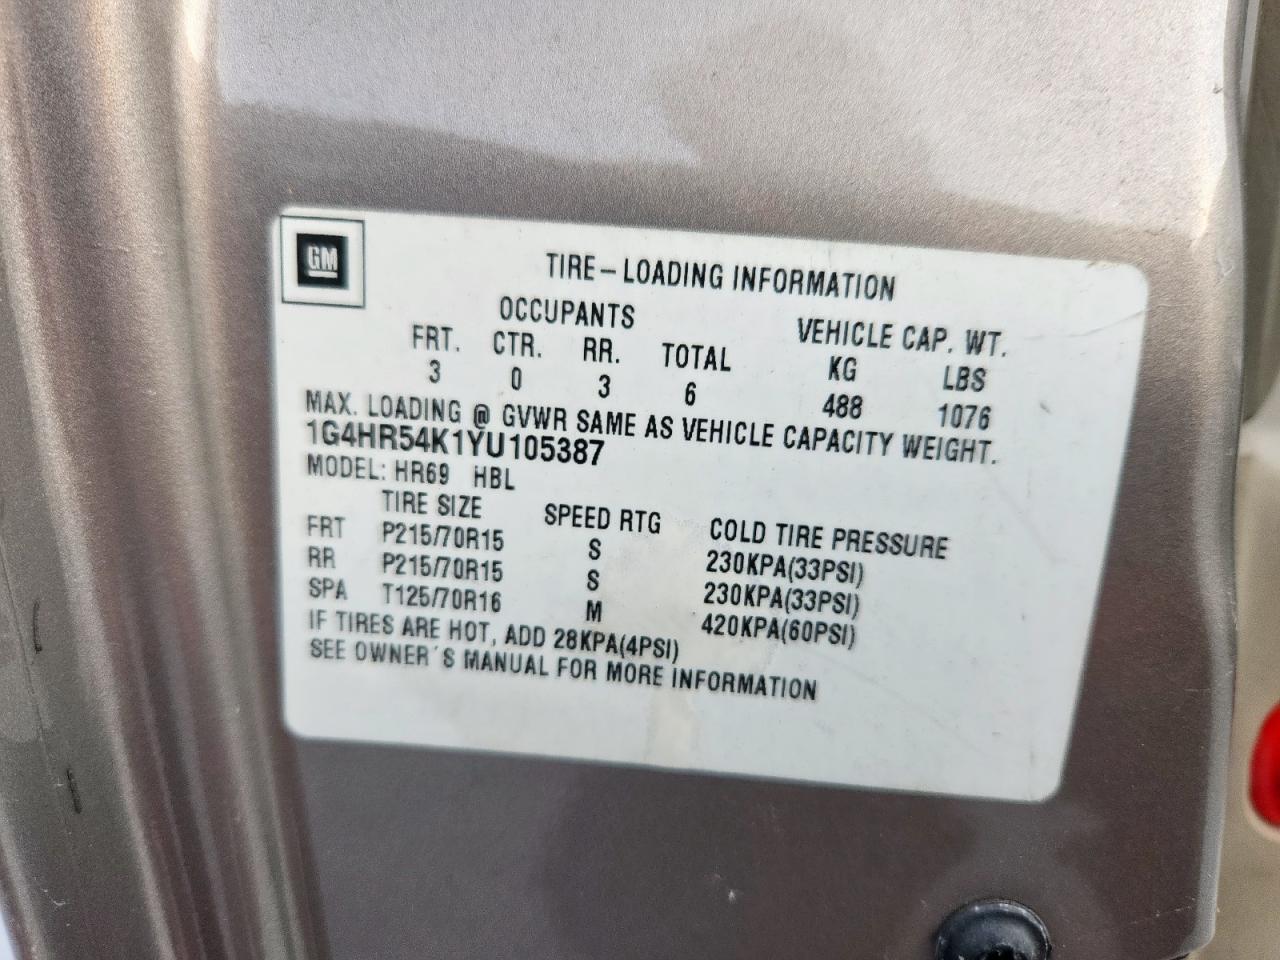 GM
TIRE-LOADING INFORMATION
OCCUPANTS VEHICLE CAP. WT.
FRT. CTR. RR. TOTAL KG LBS
3 0 3 6 488 1076
MAX. LOADING @ GVWR SAME AS VEHICLE CAPACITY WEIGHT.
1G4HR54K1YU105387
MODEL: HR69 HBL
TIRE SIZE SPEED RTG COLD TIRE PRESSURE
FRT P215/70R15 S 230KPA(33PSI)
RR P215/70R15 S 230KPA(33PSI)
SPA T125/70R16 M 420KPA(60PSI)
IF TIRES ARE HOT, ADD 28KPA(4PSI)
SEE OWNER'S MANUAL FOR MORE INFORMATION